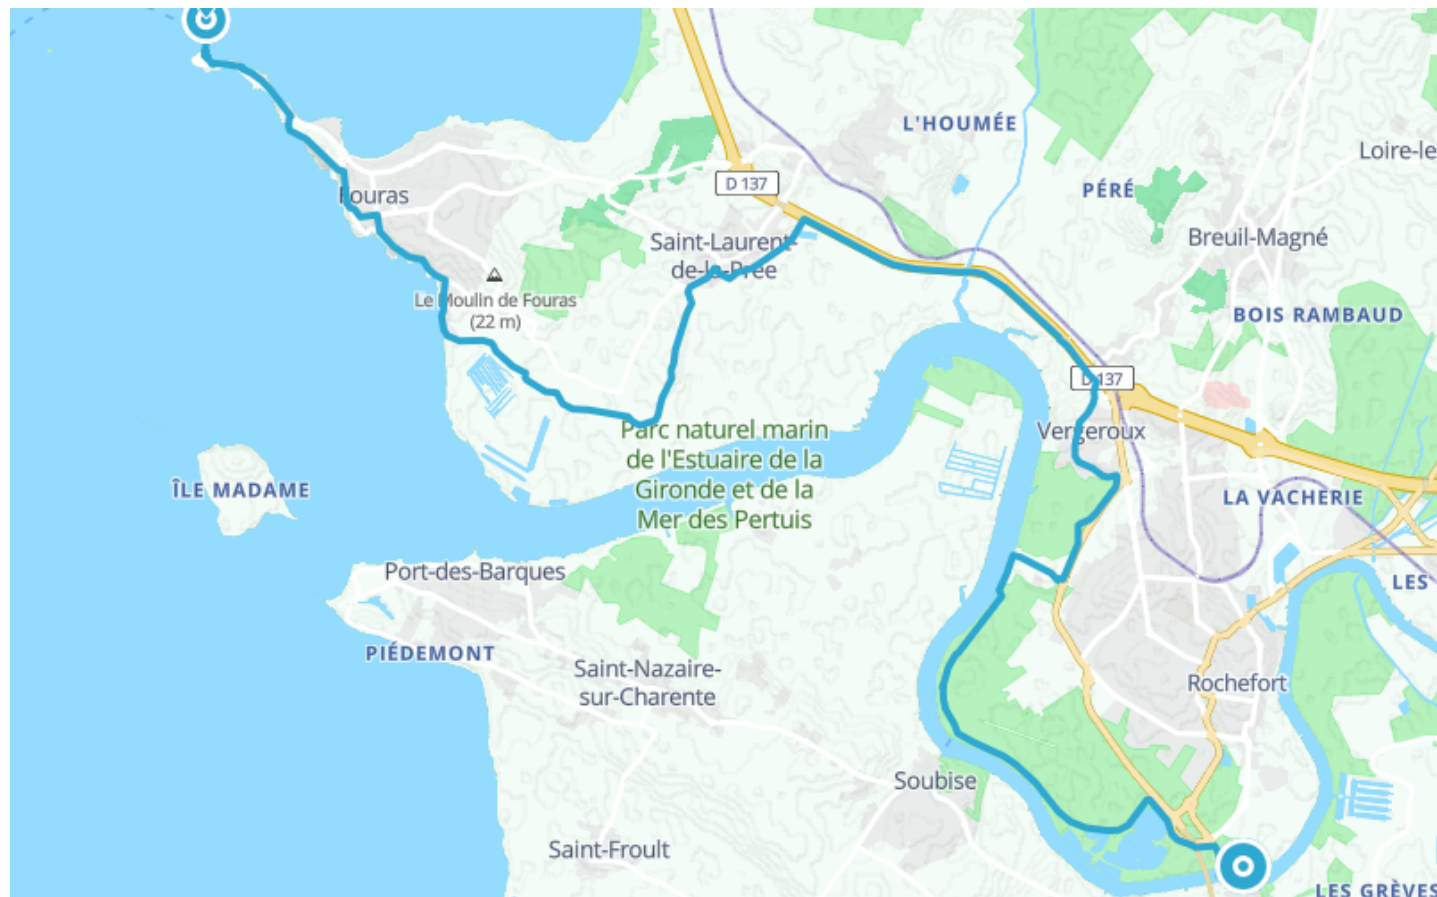 L'HOUMÉE
Loire-le
D 137
PÉRÉ
Fouras
Breuil-Magné
Saint-Laurent-
de-la-Prée
Le Moulin de Fouras
(22 m)
BOIS RAMBAUD
D 137
Vergeroux
Parc naturel marin
de l'Estuaire de la
Gironde et de la
Mer des Pertuis
ÎLE MADAME
LA VACHERIE
Port-des-Barques
LES
PIÉDEMONT
Saint-Nazaire-
sur-Charente
Rochefort
Soubise
Saint-Froult
LES GRÈVES